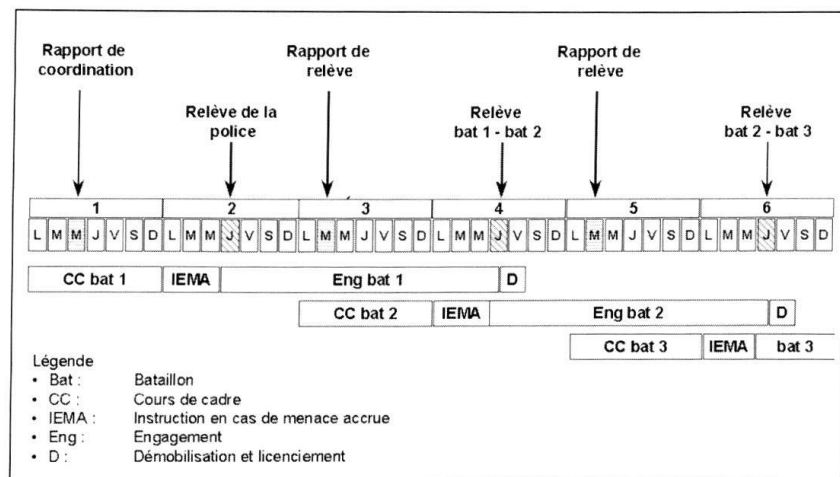 Rapport de
coordination
Rapport de
relève
Rapport de
relève
Relève de la
police
Relève
bat 1 - bat 2
Relève
bat 2 - bat 3
1 2 3 4 5 6
L M M J V S D L M M J V S D L M M J V S D L M M J V S D L M M J V S D L M M J V S D
CC bat 1 IEMA Eng bat 1 D
CC bat 2 IEMA Eng bat 2 D
CC bat 3 IEMA bat 3
Légende
• Bat : Bataillon
• CC : Cours de cadre
• IEMA : Instruction en cas de menace accrue
• Eng : Engagement
• D : Démobilisation et licenciement